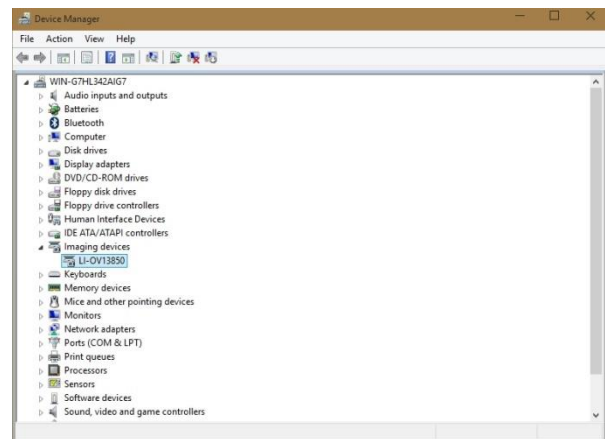 Device Manager
File Action View Help
WIN-G7HL342AIG7
Audio inputs and outputs
Batteries
Bluetooth
Computer
Disk drives
Display adapters
DVD/CD-ROM drives
Floppy disk drives
Floppy drive controllers
Human Interface Devices
IDE ATA/ATAPI controllers
Imaging devices
LI-OV13850
Keyboards
Memory devices
Mice and other pointing devices
Monitors
Network adapters
Ports (COM & LPT)
Print queues
Processors
Sensors
Software devices
Sound, video and game controllers